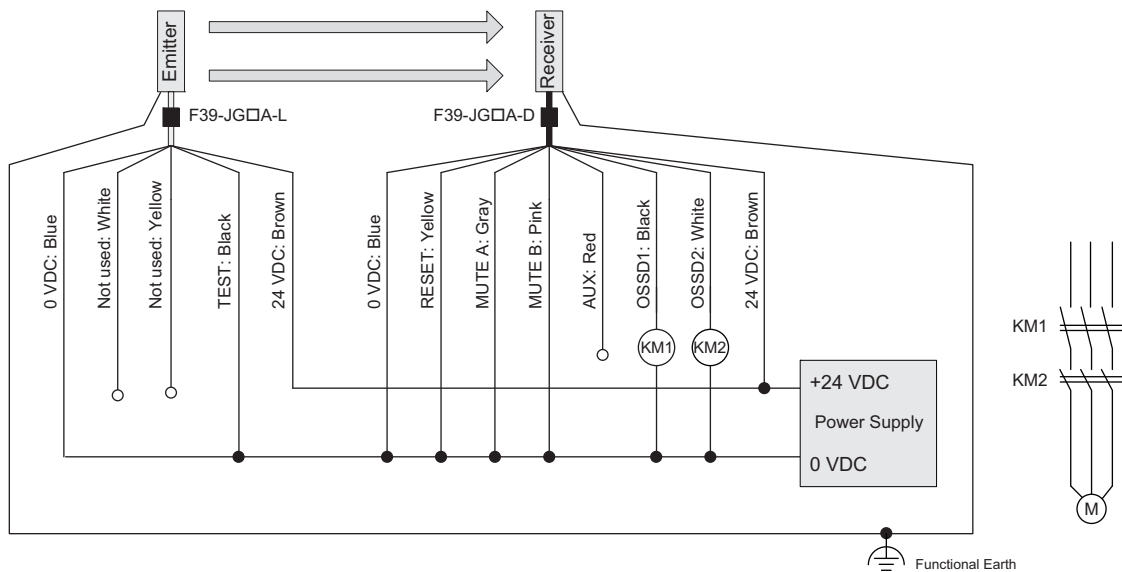 Emitter
Receiver
F39-JG□A-L
F39-JG□A-D
0 VDC: Blue
Not used: White
Not used: Yellow
TEST: Black
24 VDC: Brown
0 VDC: Blue
RESET: Yellow
MUTE A: Gray
MUTE B: Pink
AUX: Red
OSSD1: Black
OSSD2: White
24 VDC: Brown
KM1
KM2
+24 VDC
Power Supply
0 VDC
KM1
KM2
M
Functional Earth